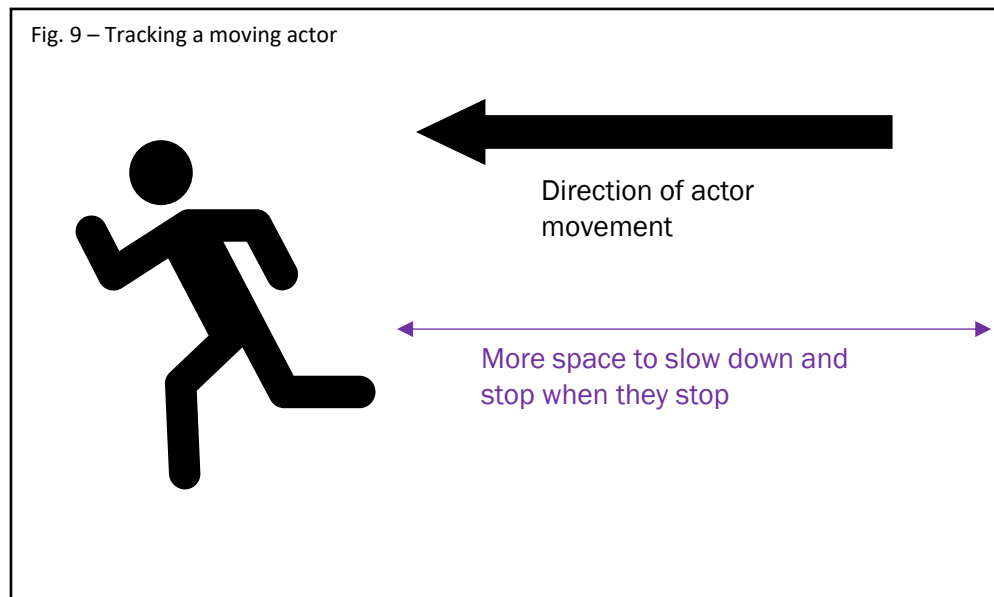 Fig. 9 – Tracking a moving actor
Direction of actor
movement
More space to slow down and
stop when they stop